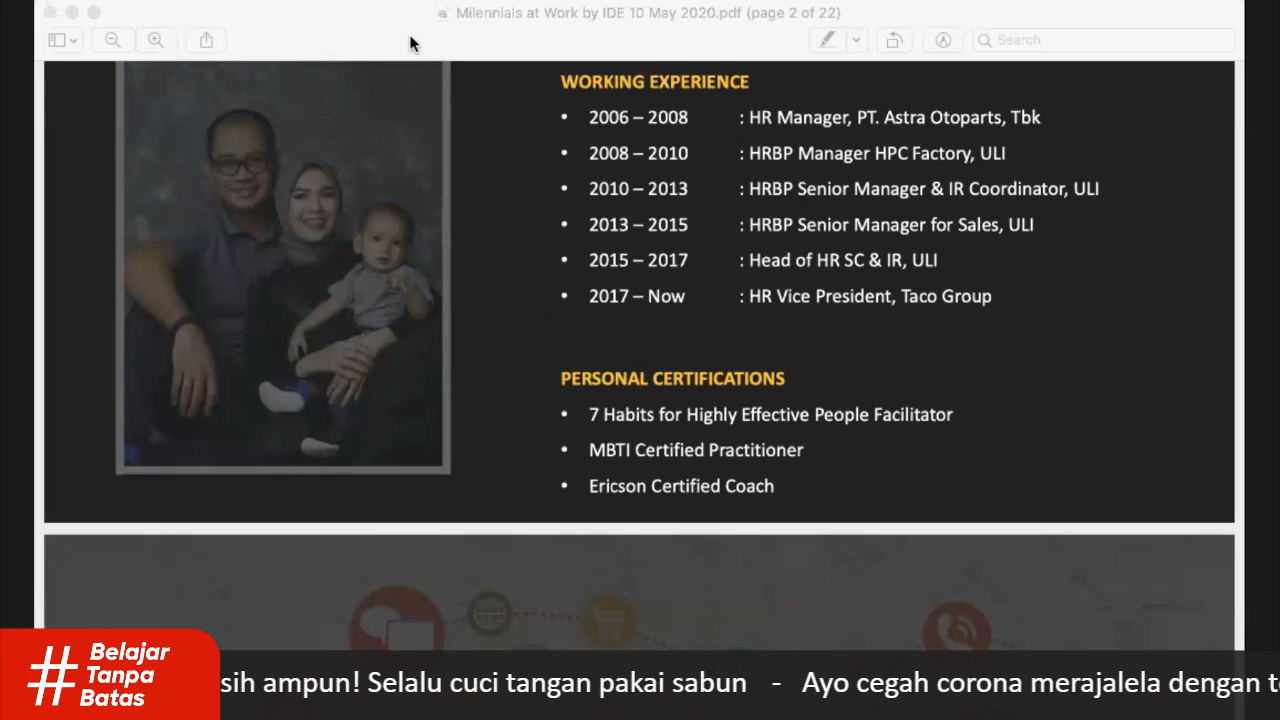 Milennials at Work by IDE 10 May 2020.pdf (page 2 of 22)
Search
WORKING EXPERIENCE
• 2006 – 2008 : HR Manager, PT. Astra Otoparts, Tbk
• 2008 – 2010 : HRBP Manager HPC Factory, ULI
• 2010 – 2013 : HRBP Senior Manager & IR Coordinator, ULI
• 2013 – 2015 : HRBP Senior Manager for Sales, ULI
• 2015 – 2017 : Head of HR SC & IR, ULI
• 2017 – Now : HR Vice President, Taco Group
PERSONAL CERTIFICATIONS
• 7 Habits for Highly Effective People Facilitator
• MBTI Certified Practitioner
• Ericson Certified Coach
# Belajar
Tanpa
Batas
sih ampun! Selalu cuci tangan pakai sabun - Ayo cegah corona merajalela dengan